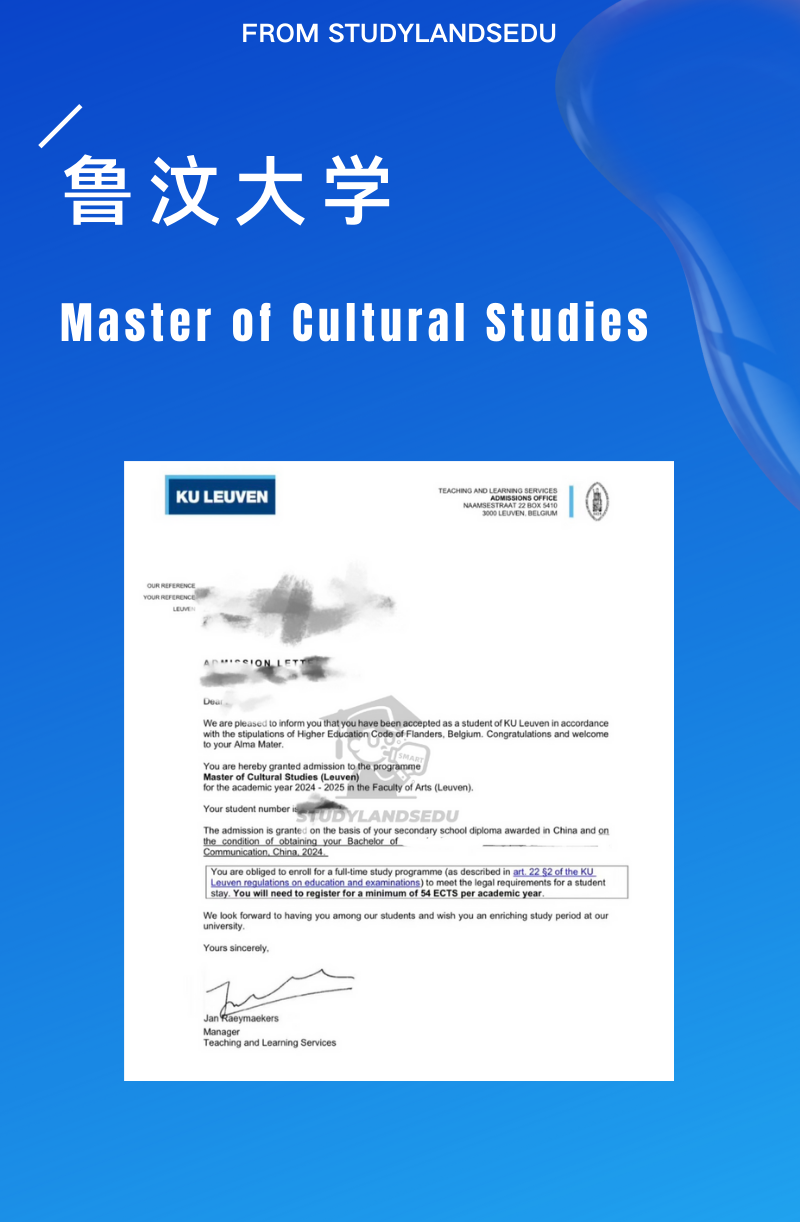 FROM STUDYLANDSEDU
鲁汶大学
Master of Cultural Studies
KU LEUVEN
TEACHING AND LEARNING SERVICES
ADMISSIONS OFFICE
NAAMSESTRAAT 22 BOX 5410
3000 LEUVEN, BELGIUM
OUR REFERENCE
YOUR REFERENCE
LEUVEN
ADMISSION LETT
Dear
We are pleased to inform you that you have been accepted as a student of KU Leuven in accordance
with the stipulations of Higher Education Code of Flanders, Belgium. Congratulations and welcome
to your Alma Mater.
You are hereby granted admission to the programme
Master of Cultural Studies (Leuven)
for the academic year 2024 - 2025 in the Faculty of Arts (Leuven).
Your student number is
SMART
STUDYLANDSEDU
The admission is granted on the basis of your secondary school diploma awarded in China and on
the condition of obtaining your Bachelor of
Communication, China, 2024.
You are obliged to enroll for a full-time study programme (as described in art. 22 §2 of the KU
Leuven regulations on education and examinations) to meet the legal requirements for a student
stay. You will need to register for a minimum of 54 ECTS per academic year.
We look forward to having you among our students and wish you an enriching study period at our
university.
Yours sincerely,
Jan Raeymaekers
Manager
Teaching and Learning Services